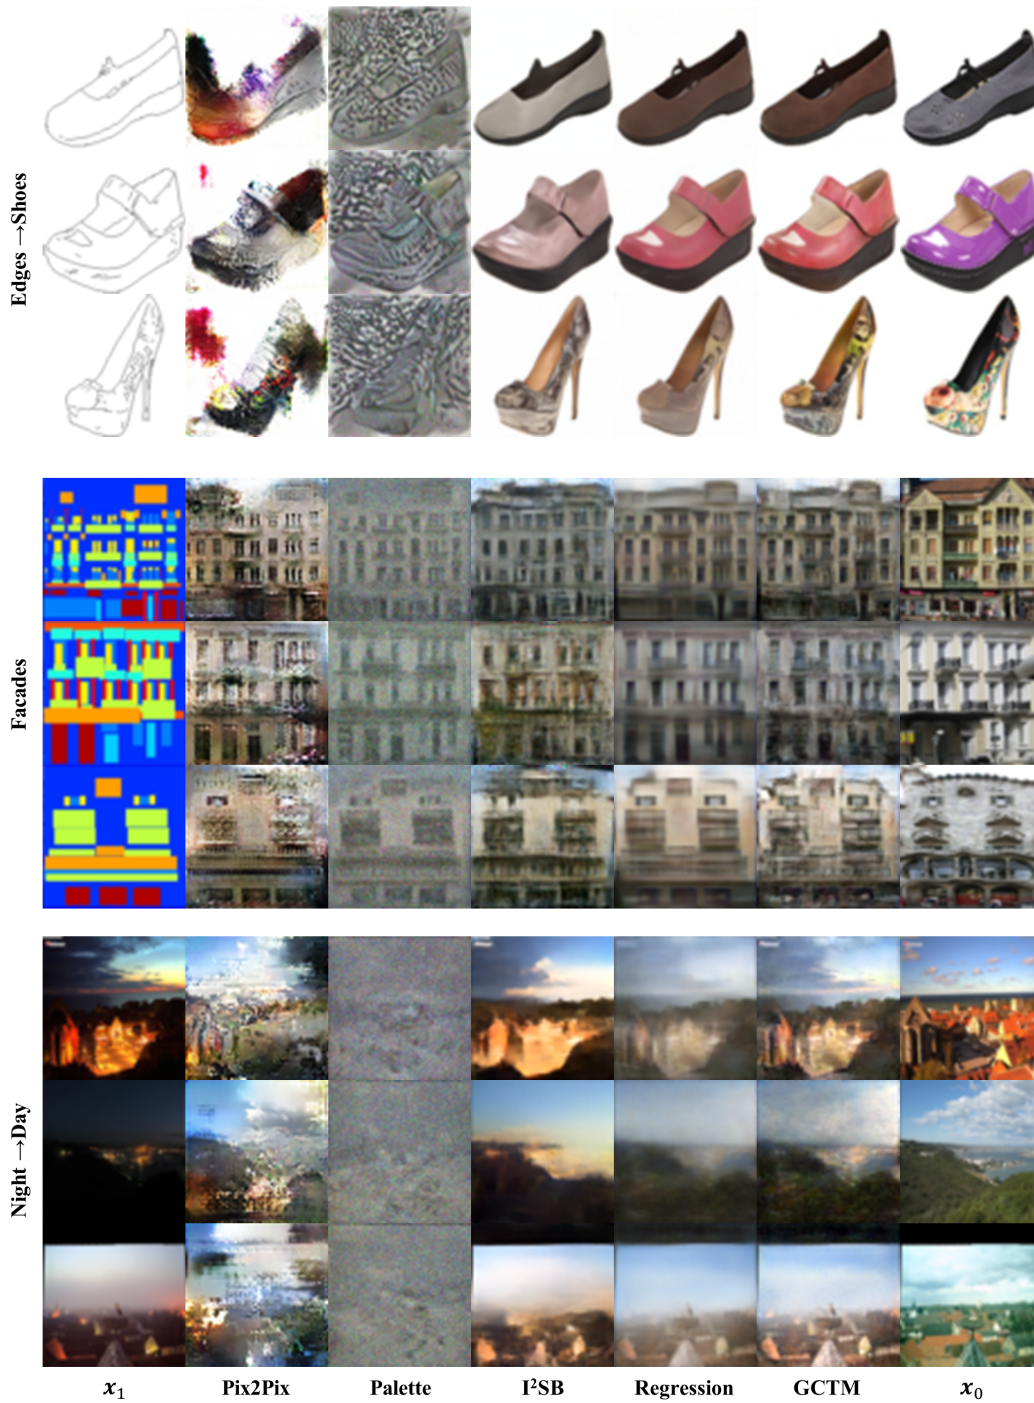 Edges →Shoes
Facades
Night →Day
x₁ Pix2Pix Palette I²SB Regression GCTM x₀